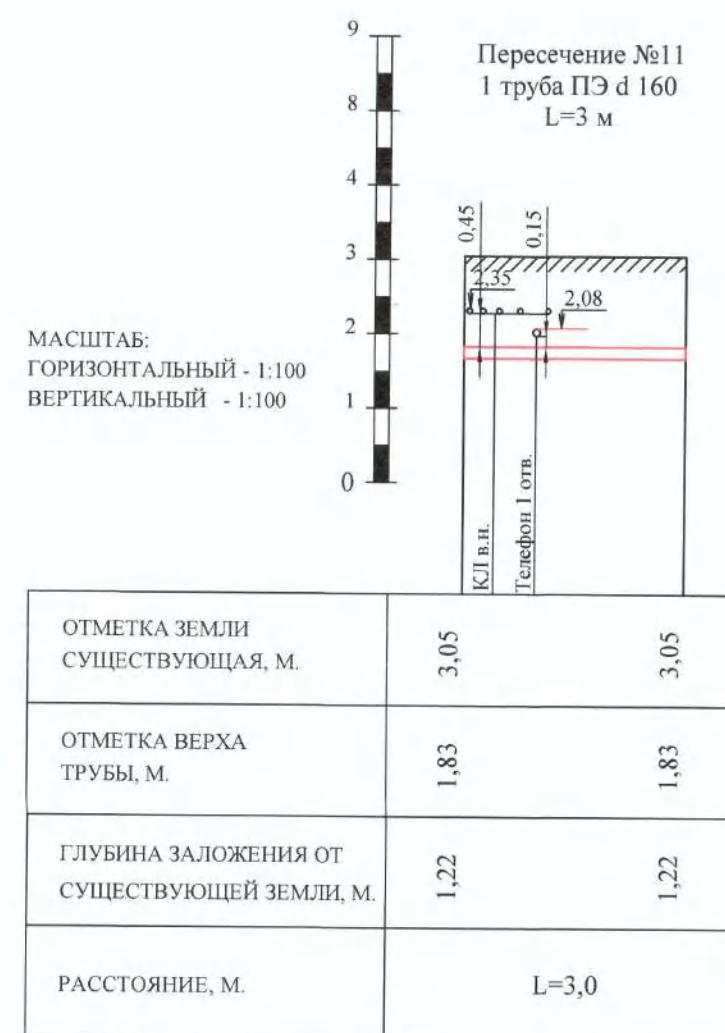 9
8
4
3
2
1
0
Пересечение №11
1 труба ПЭ d 160
L=3 м
МАСШТАБ:
ГОРИЗОНТАЛЬНЫЙ - 1:100
ВЕРТИКАЛЬНЫЙ - 1:100
0,45
0,15
2,35
2,08
КЛ в.н.
Телефон 1 отв.
ОТМЕТКА ЗЕМЛИ
СУЩЕСТВУЮЩАЯ, М.
3,05
3,05
ОТМЕТКА ВЕРХА
ТРУБЫ, М.
1,83
1,83
ГЛУБИНА ЗАЛОЖЕНИЯ ОТ
СУЩЕСТВУЮЩЕЙ ЗЕМЛИ, М.
1,22
1,22
РАССТОЯНИЕ, М.
L=3,0